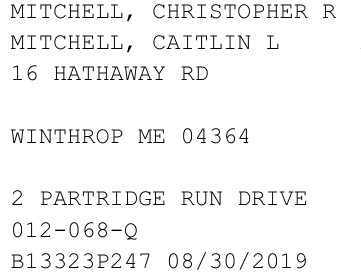 MITCHELL, CHRISTOPHER R
MITCHELL, CAITLIN L
16 HATHAWAY RD
WINTHROP ME 04364
2 PARTRIDGE RUN DRIVE
012-068-Q
B13323P247 08/30/2019